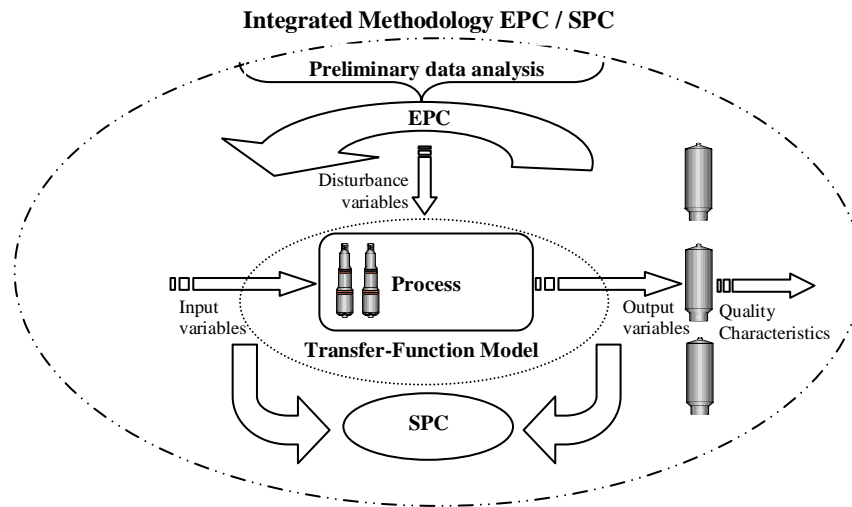 Integrated Methodology EPC / SPC
Preliminary data analysis
EPC
Disturbance
variables
Process
Input
variables
Output
variables
Quality
Characteristics
Transfer-Function Model
SPC